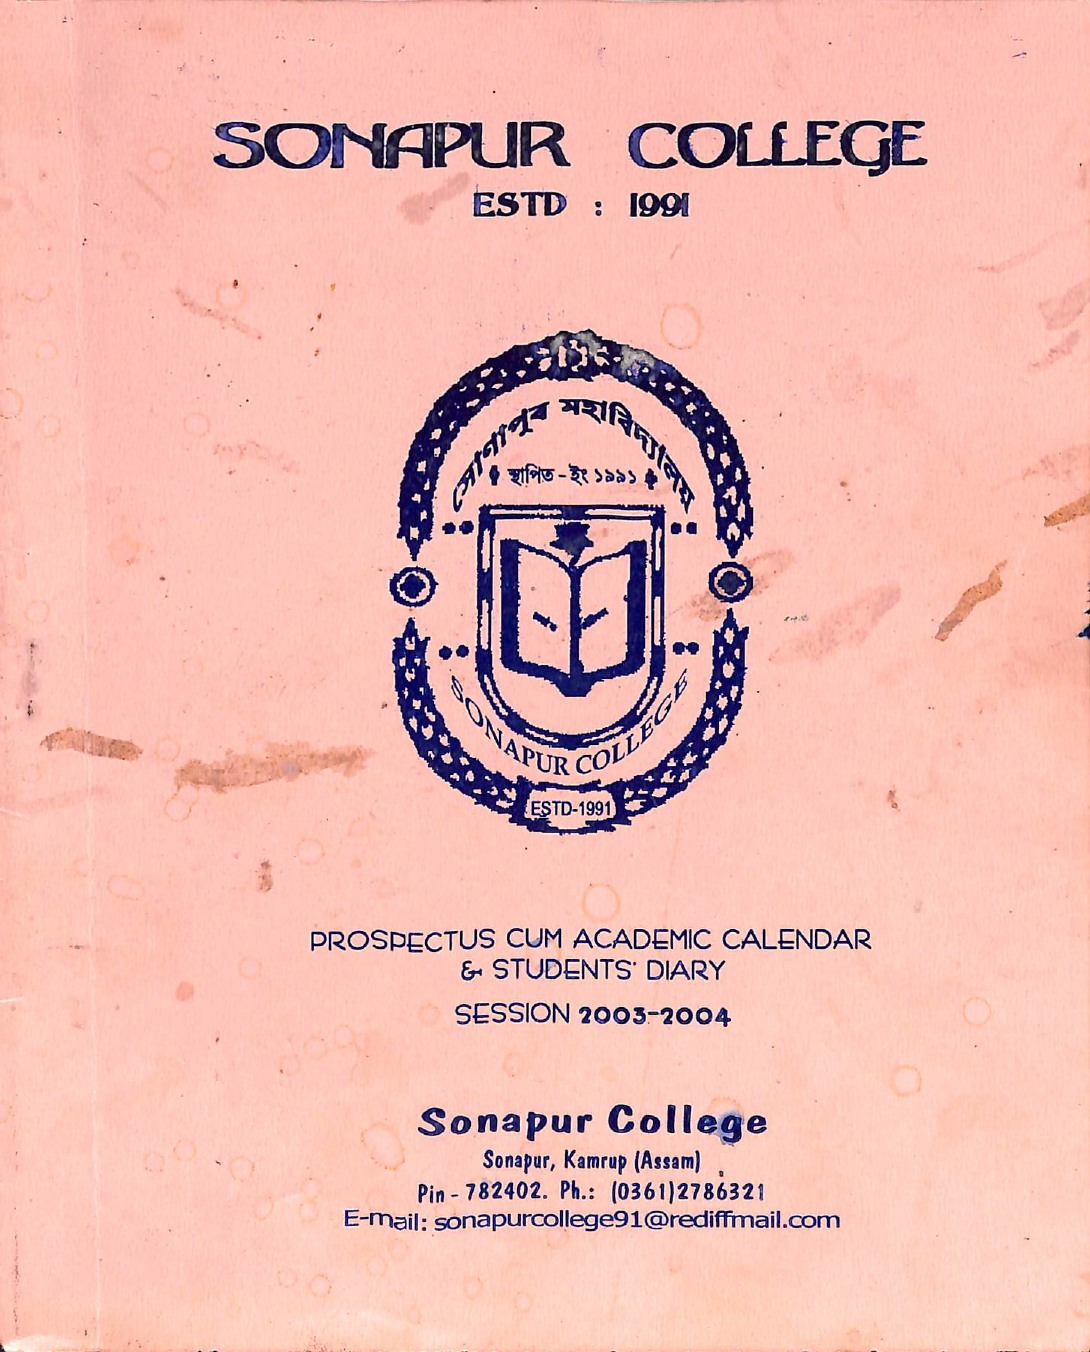 SONAPUR COLLEGE
ESTD : 1991
সোণাপুৰ মহাবিদ্যালয়
স্থাপিত - ইং ১৯৯১
SONAPUR COLLEGE
ESTD-1991
PROSPECTUS CUM ACADEMIC CALENDAR
& STUDENTS' DIARY
SESSION 2003-2004
Sonapur College
Sonapur, Kamrup (Assam)
Pin - 782402. Ph.: (0361)2786321
E-mail: sonapurcollege91@rediffmail.com